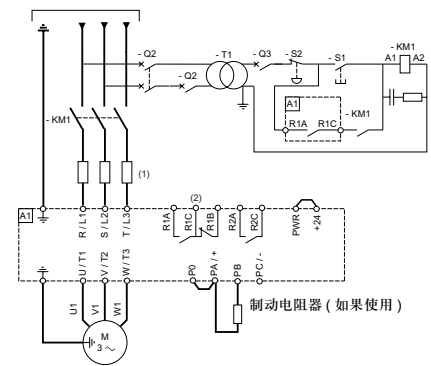 - Q2
- T1
- Q3
- S2
- S1
- KM1
A1
A2
- Q2
A1
R1A
R1C
- KM1
- KM1
(1)
A1
R / L1
S / L2
T / L3
R1A
R1C
(2)
R1B
R2A
R2C
PWR
+24
U / T1
V / T2
W / T3
P0
PA / +
PB
PC / -
U1
V1
W1
M
3
制动电阻器 ( 如果使用 )